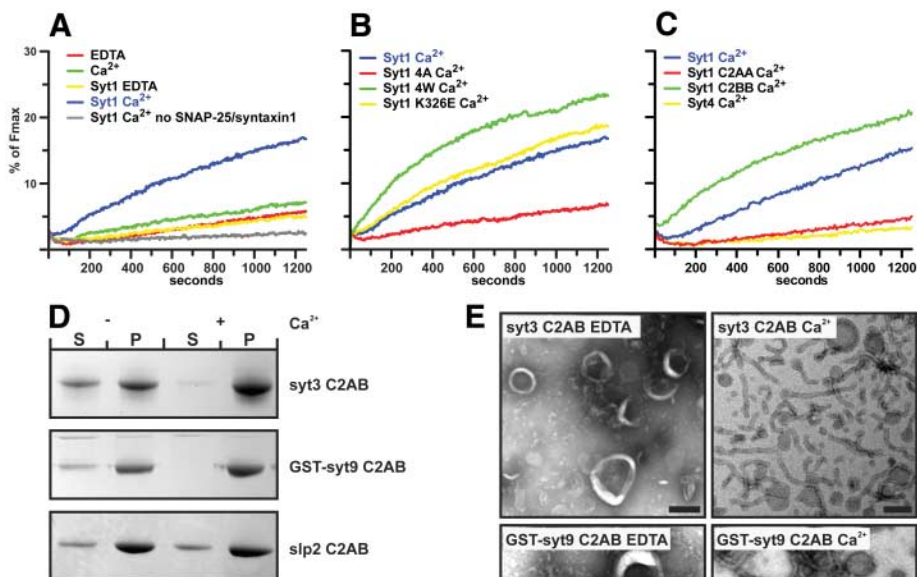 A
% of Fmax
30
20
10
EDTA
Ca²⁺
Syt1 EDTA
Syt1 Ca²⁺
Syt1 Ca²⁺ no SNAP-25/syntaxin1
200 400 600 800 1000 1200
seconds
B
Syt1 Ca²⁺
Syt1 4A Ca²⁺
Syt1 4W Ca²⁺
Syt1 K326E Ca²⁺
200 400 600 800 1000 1200
seconds
C
Syt1 Ca²⁺
Syt1 C2AA Ca²⁺
Syt1 C2BB Ca²⁺
Syt4 Ca²⁺
200 400 600 800 1000 1200
seconds
D
- + Ca²⁺
S P S P
syt3 C2AB
GST-syt9 C2AB
slp2 C2AB
E
syt3 C2AB EDTA
syt3 C2AB Ca²⁺
GST-syt9 C2AB EDTA
GST-syt9 C2AB Ca²⁺